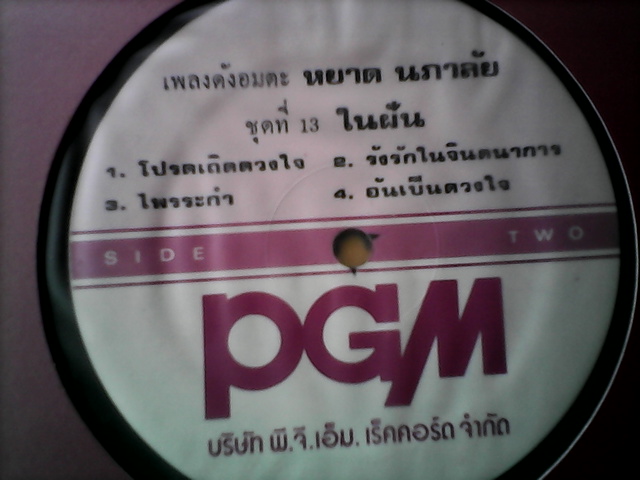 เพลงดังอมตะ หยาด นภาลัย
ชุดที่ 13 ในฝัน
1. โปรดเถิดดวงใจ 2. รังรักในจินตนาการ
3. ไพรระกำ 4. อันเป็นดวงใจ
SIDE TWO
PGM
บริษัท พี.จี.เอ็ม. เร็คคอร์ด จำกัด